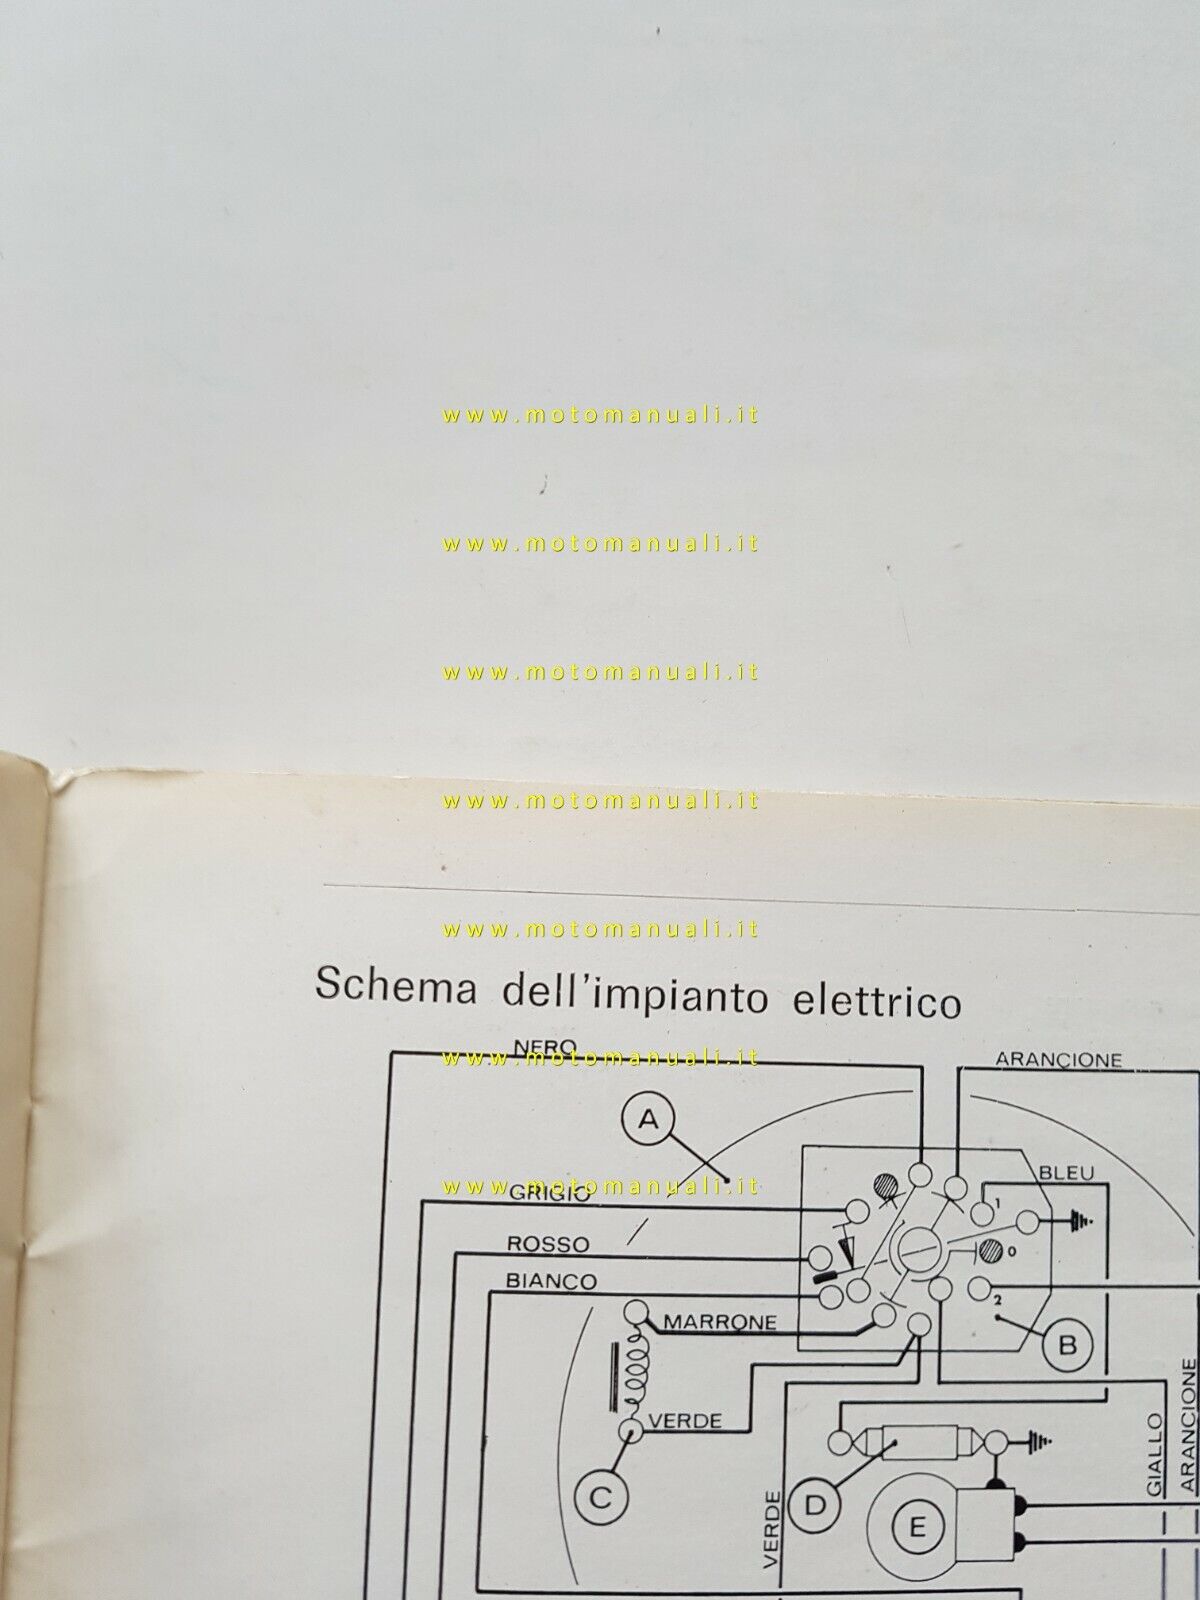 www.motomanuali.it
www.motomanuali.it
www.motomanuali.it
www.motomanuali.it
www.motomanuali.it
Schema dell'impianto elettrico
NERO
www.motomanuali.it
ARANCIONE
A
BLEU
GRIGIO
www.motomanuali.it
1
ROSSO
0
BIANCO
2
MARRONE
B
VERDE
GIALLO
ARANCIONE
C
VERDE
D
E